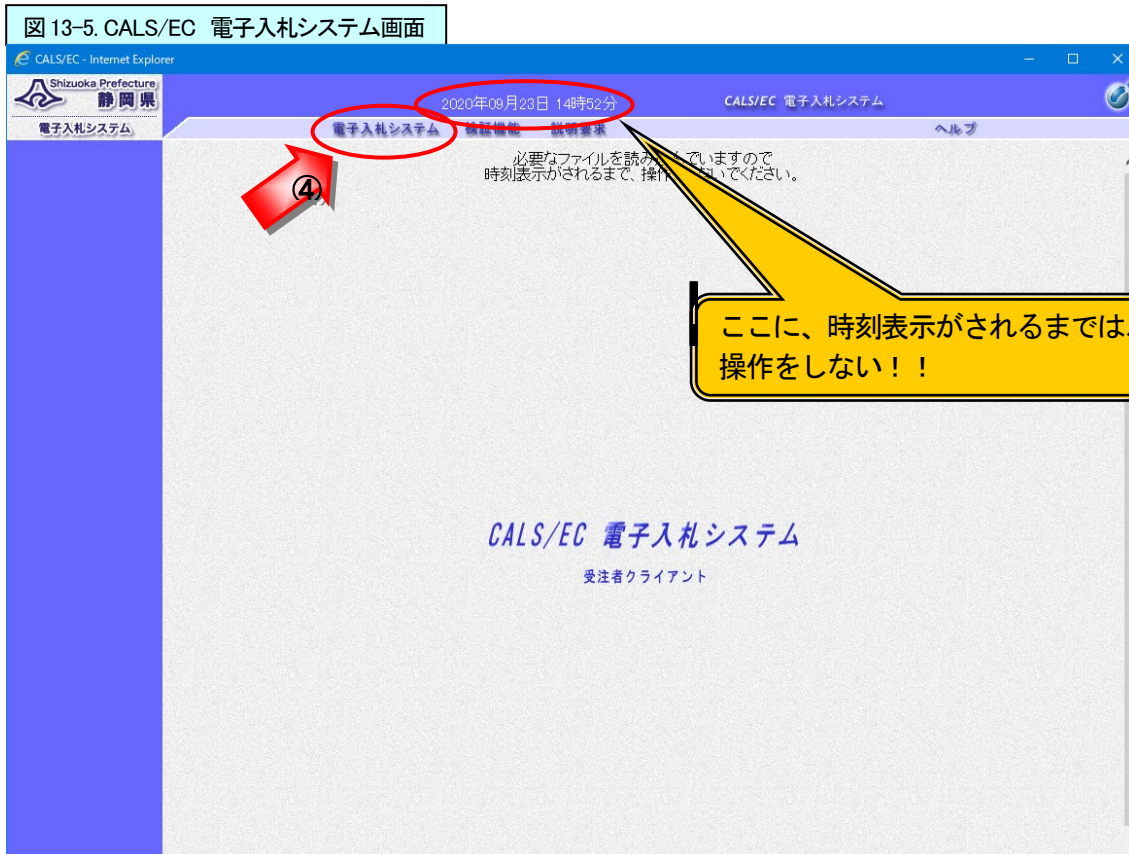 図 13-5. CALS/EC 電子入札システム画面
CALS/EC - Internet Explorer
Shizuoka Prefecture
静岡県
2020年09月23日 14時52分
CALS/EC 電子入札システム
電子入札システム
電子入札システム 検証機能 説明要求 ヘルプ
必要なファイルを読み んでいますので
時刻表示がされるまで、操作 ないでください。
④
ここに、時刻表示がされるまでは
操作をしない！！
CALS/EC 電子入札システム
受注者クライアント